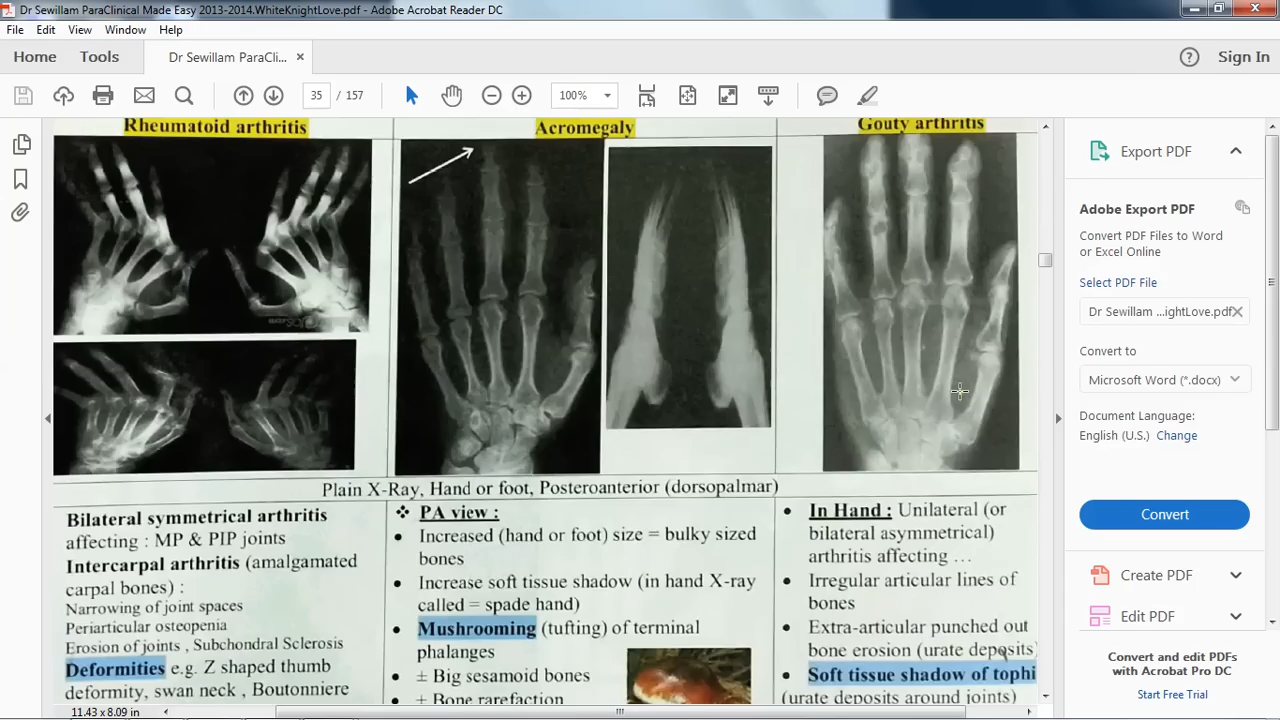 Dr Sewillam ParaClinical Made Easy 2013-2014.WhiteKnightLove.pdf - Adobe Acrobat Reader DC
File Edit View Window Help
Home Tools Dr Sewillam ParaCli... × Sign In
35 / 157 100%
Rheumatoid arthritis Acromegaly Gouty arthritis
Plain X-Ray, Hand or foot, Posteroanterior (dorsopalmar)
Bilateral symmetrical arthritis
affecting : MP & PIP joints
Intercarpal arthritis (amalgamated
carpal bones) :
Narrowing of joint spaces
Periarticular osteopenia
Erosion of joints , Subchondral Sclerosis
Deformities e.g. Z shaped thumb
deformity, swan neck , Boutonniere
❖ PA view :
• Increased (hand or foot) size = bulky sized
bones
• Increase soft tissue shadow (in hand X-ray
called = spade hand)
• Mushrooming (tufting) of terminal
phalanges
• ± Big sesamoid bones
• ± Bone rarefaction
• In Hand : Unilateral (or
bilateral asymmetrical)
arthritis affecting …
• Irregular articular lines of
bones
• Extra-articular punched out
bone erosion (urate deposits)
• Soft tissue shadow of tophi
(urate deposits around joints)
11.43 x 8.09 in
Export PDF
Adobe Export PDF
Convert PDF Files to Word
or Excel Online
Select PDF File
Dr Sewillam ...ightLove.pdf ×
Convert to
Microsoft Word (*.docx)
Document Language:
English (U.S.) Change
Convert
Create PDF
Edit PDF
Convert and edit PDFs
with Acrobat Pro DC
Start Free Trial